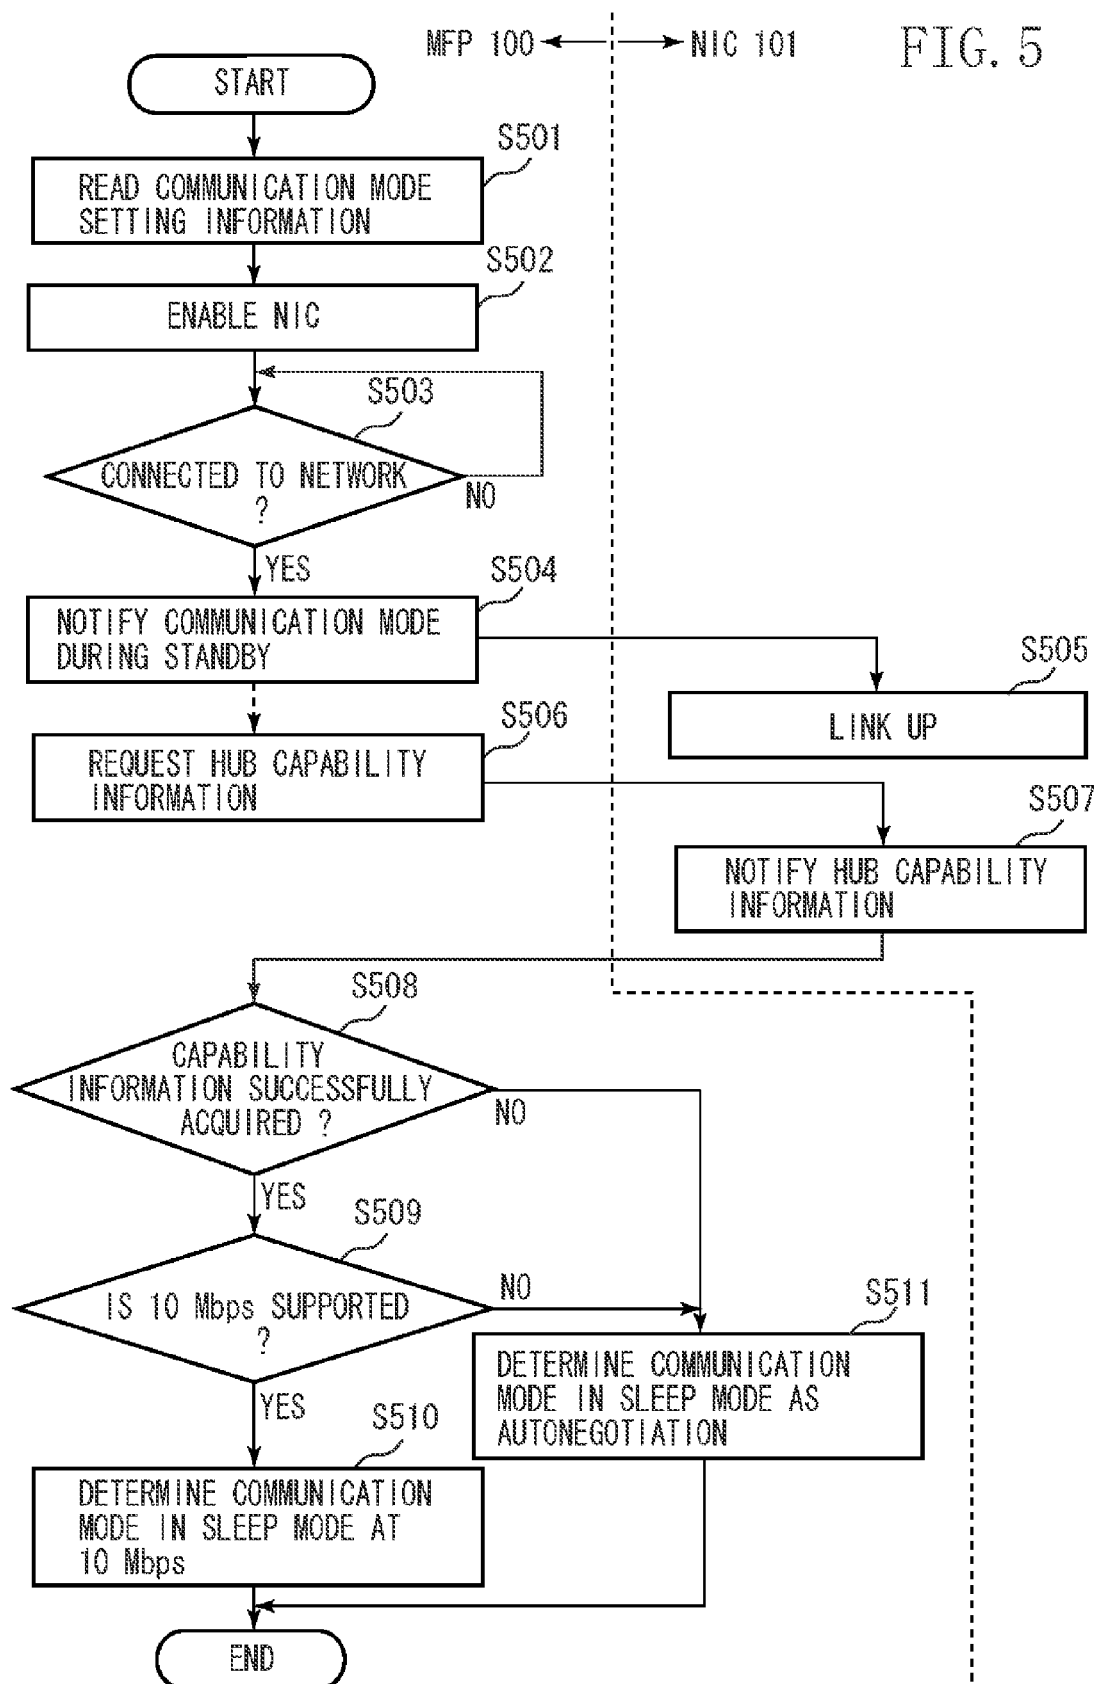 MFP 100
NIC 101
FIG. 5
START
S501
READ COMMUNICATION MODE
SETTING INFORMATION
S502
ENABLE NIC
S503
CONNECTED TO NETWORK
?
NO
YES
S504
NOTIFY COMMUNICATION MODE
DURING STANDBY
S505
LINK UP
S506
REQUEST HUB CAPABILITY
INFORMATION
S507
NOTIFY HUB CAPABILITY
INFORMATION
S508
CAPABILITY
INFORMATION SUCCESSFULLY
ACQUIRED ?
NO
YES
S509
IS 10 Mbps SUPPORTED
?
NO
YES
S511
DETERMINE COMMUNICATION
MODE IN SLEEP MODE AS
AUTONEGOTIATION
S510
DETERMINE COMMUNICATION
MODE IN SLEEP MODE AT
10 Mbps
END